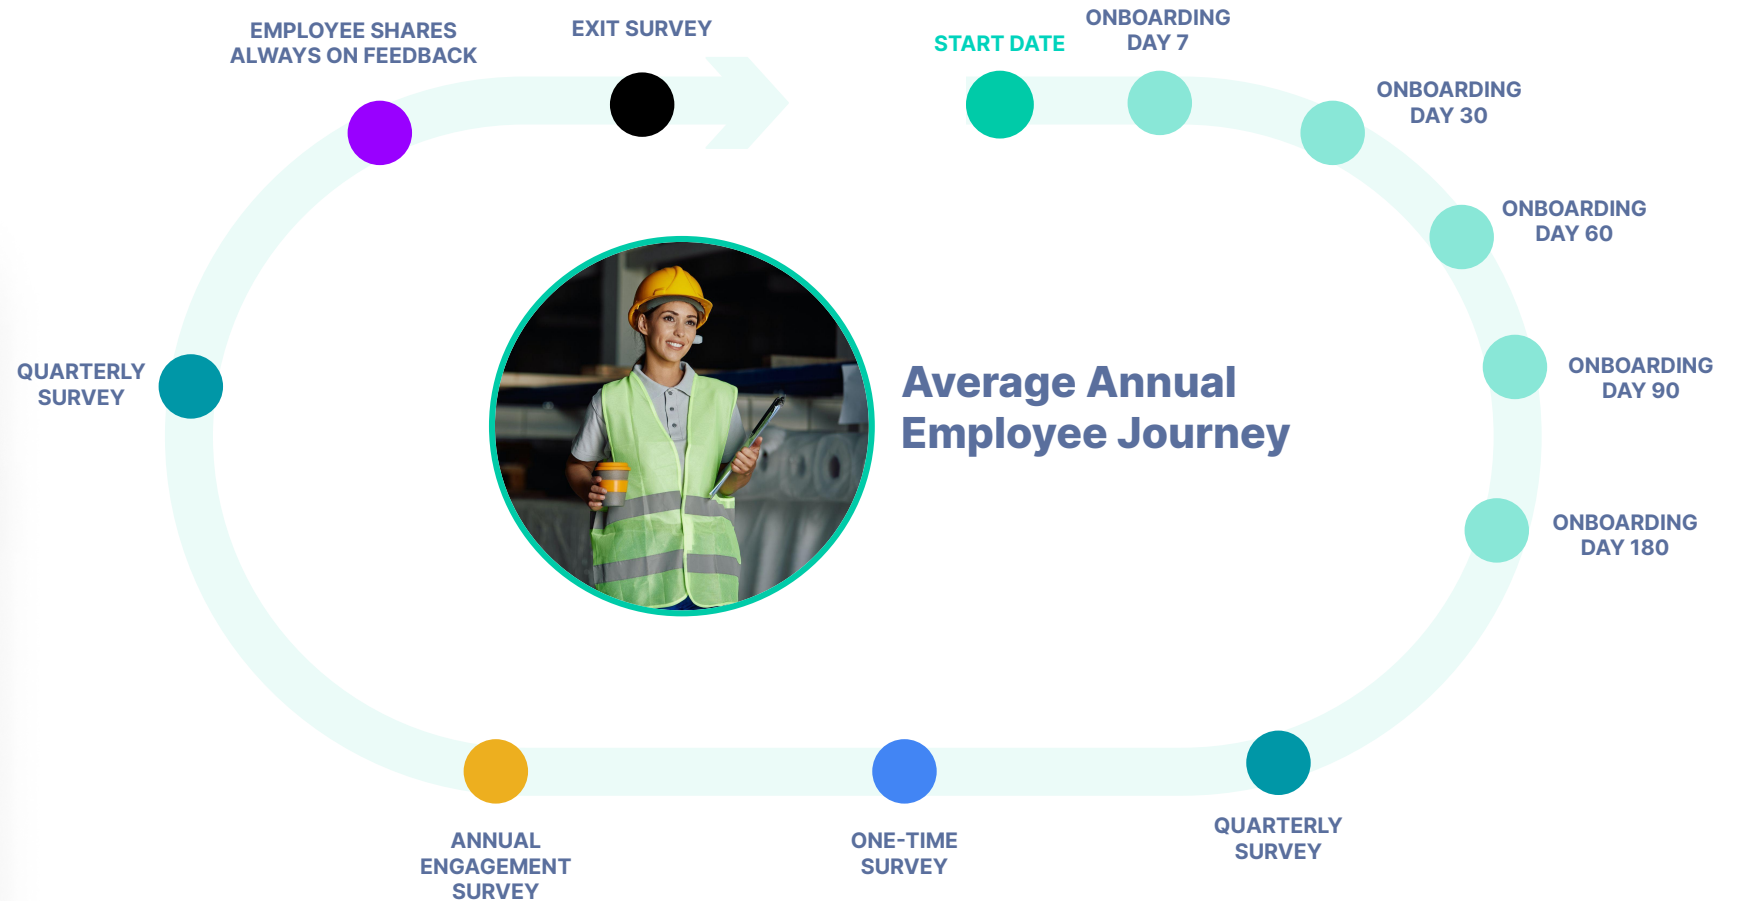 EMPLOYEE SHARES
ALWAYS ON FEEDBACK
EXIT SURVEY
START DATE
ONBOARDING
DAY 7
ONBOARDING
DAY 30
ONBOARDING
DAY 60
ONBOARDING
DAY 90
ONBOARDING
DAY 180
QUARTERLY
SURVEY
ONE-TIME
SURVEY
ANNUAL
ENGAGEMENT
SURVEY
QUARTERLY
SURVEY
Average Annual
Employee Journey